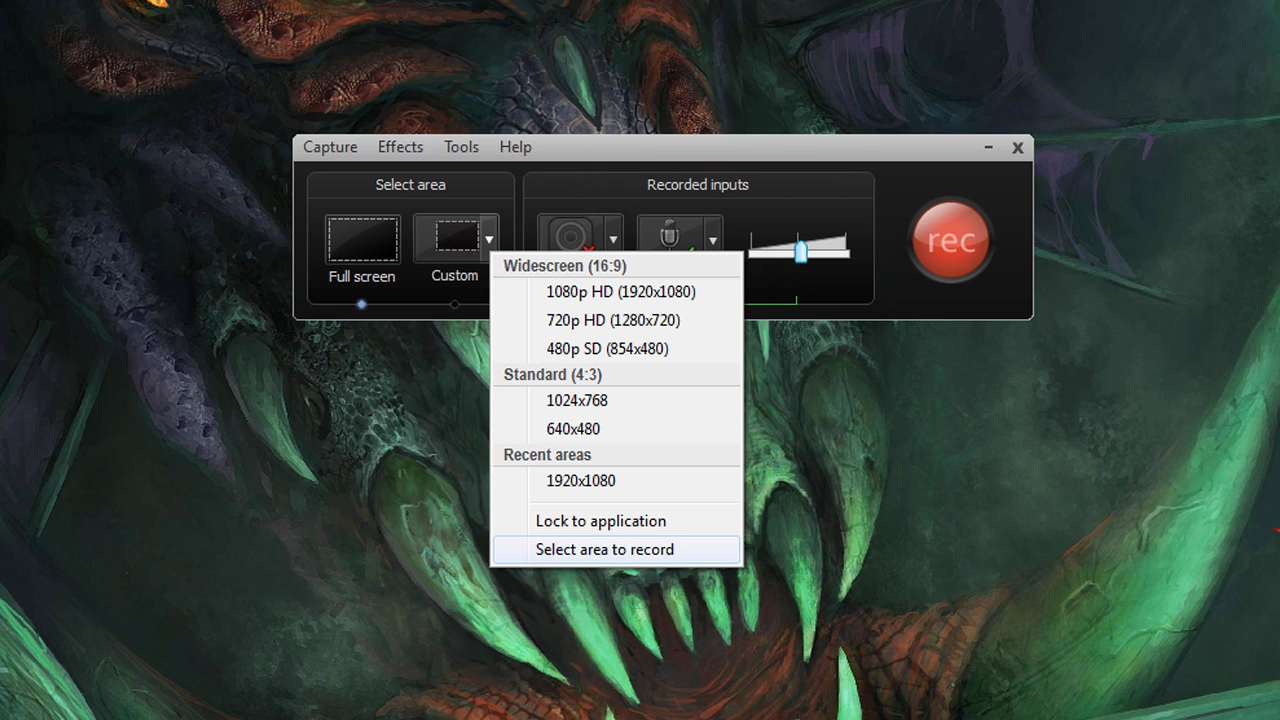 Capture Effects Tools Help
Select area
Recorded inputs
Full screen
Custom
rec
Widescreen (16:9)
1080p HD (1920x1080)
720p HD (1280x720)
480p SD (854x480)
Standard (4:3)
1024x768
640x480
Recent areas
1920x1080
Lock to application
Select area to record